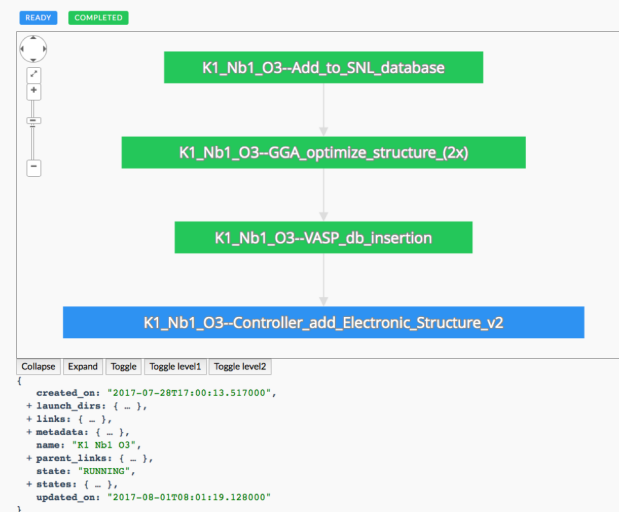 READY COMPLETED
K1_Nb1_O3--Add_to_SNL_database
K1_Nb1_O3--GGA_optimize_structure_(2x)
K1_Nb1_O3--VASP_db_insertion
K1_Nb1_O3--Controller_add_Electronic_Structure_v2
Collapse Expand Toggle Toggle level1 Toggle level2
{
created_on: "2017-07-28T17:00:13.517000",
+ launch_dirs: { … },
+ links: { … },
+ metadata: { … },
name: "K1 Nb1 O3",
+ parent_links: { … },
state: "RUNNING",
+ states: { … },
updated_on: "2017-08-01T08:01:19.128000"
}